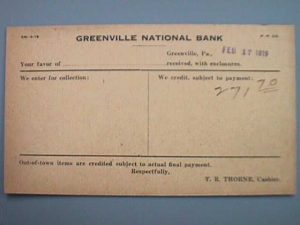 GREENVILLE NATIONAL BANK
Greenville, Pa., FEB 17 1919
Your favor of received, with enclosures.
We enter for collection: We credit, subject to payment:
271,70
Out-of-town items are credited subject to actual final payment.
Respectfully,
T. R. THORNE, Cashier.